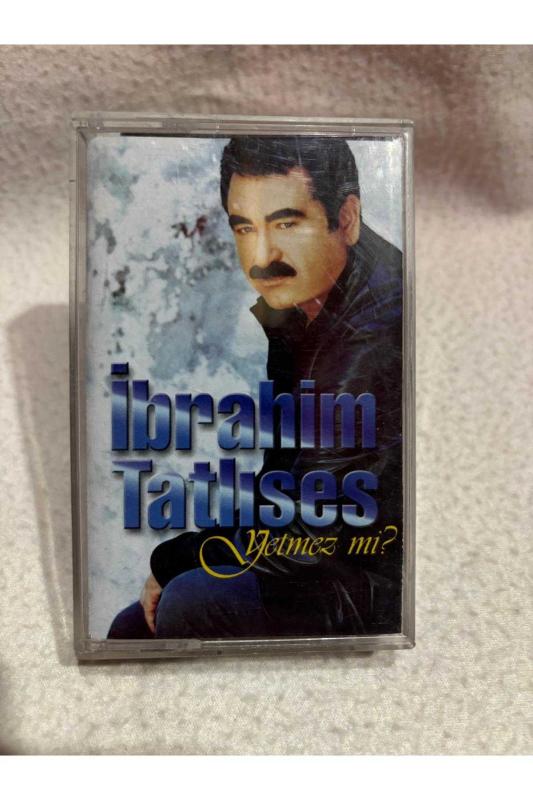 İbrahim
Tatlıses
Yetmez mi?